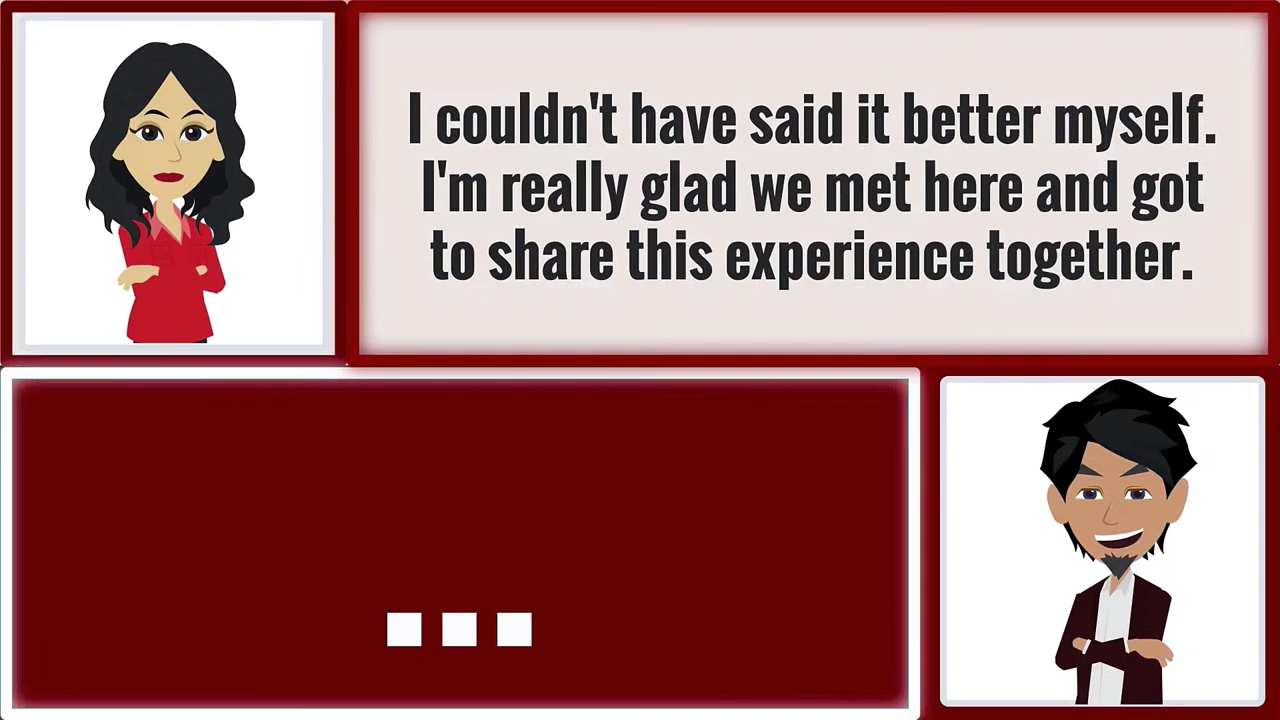 I couldn't have said it better myself.
I'm really glad we met here and got
to share this experience together.